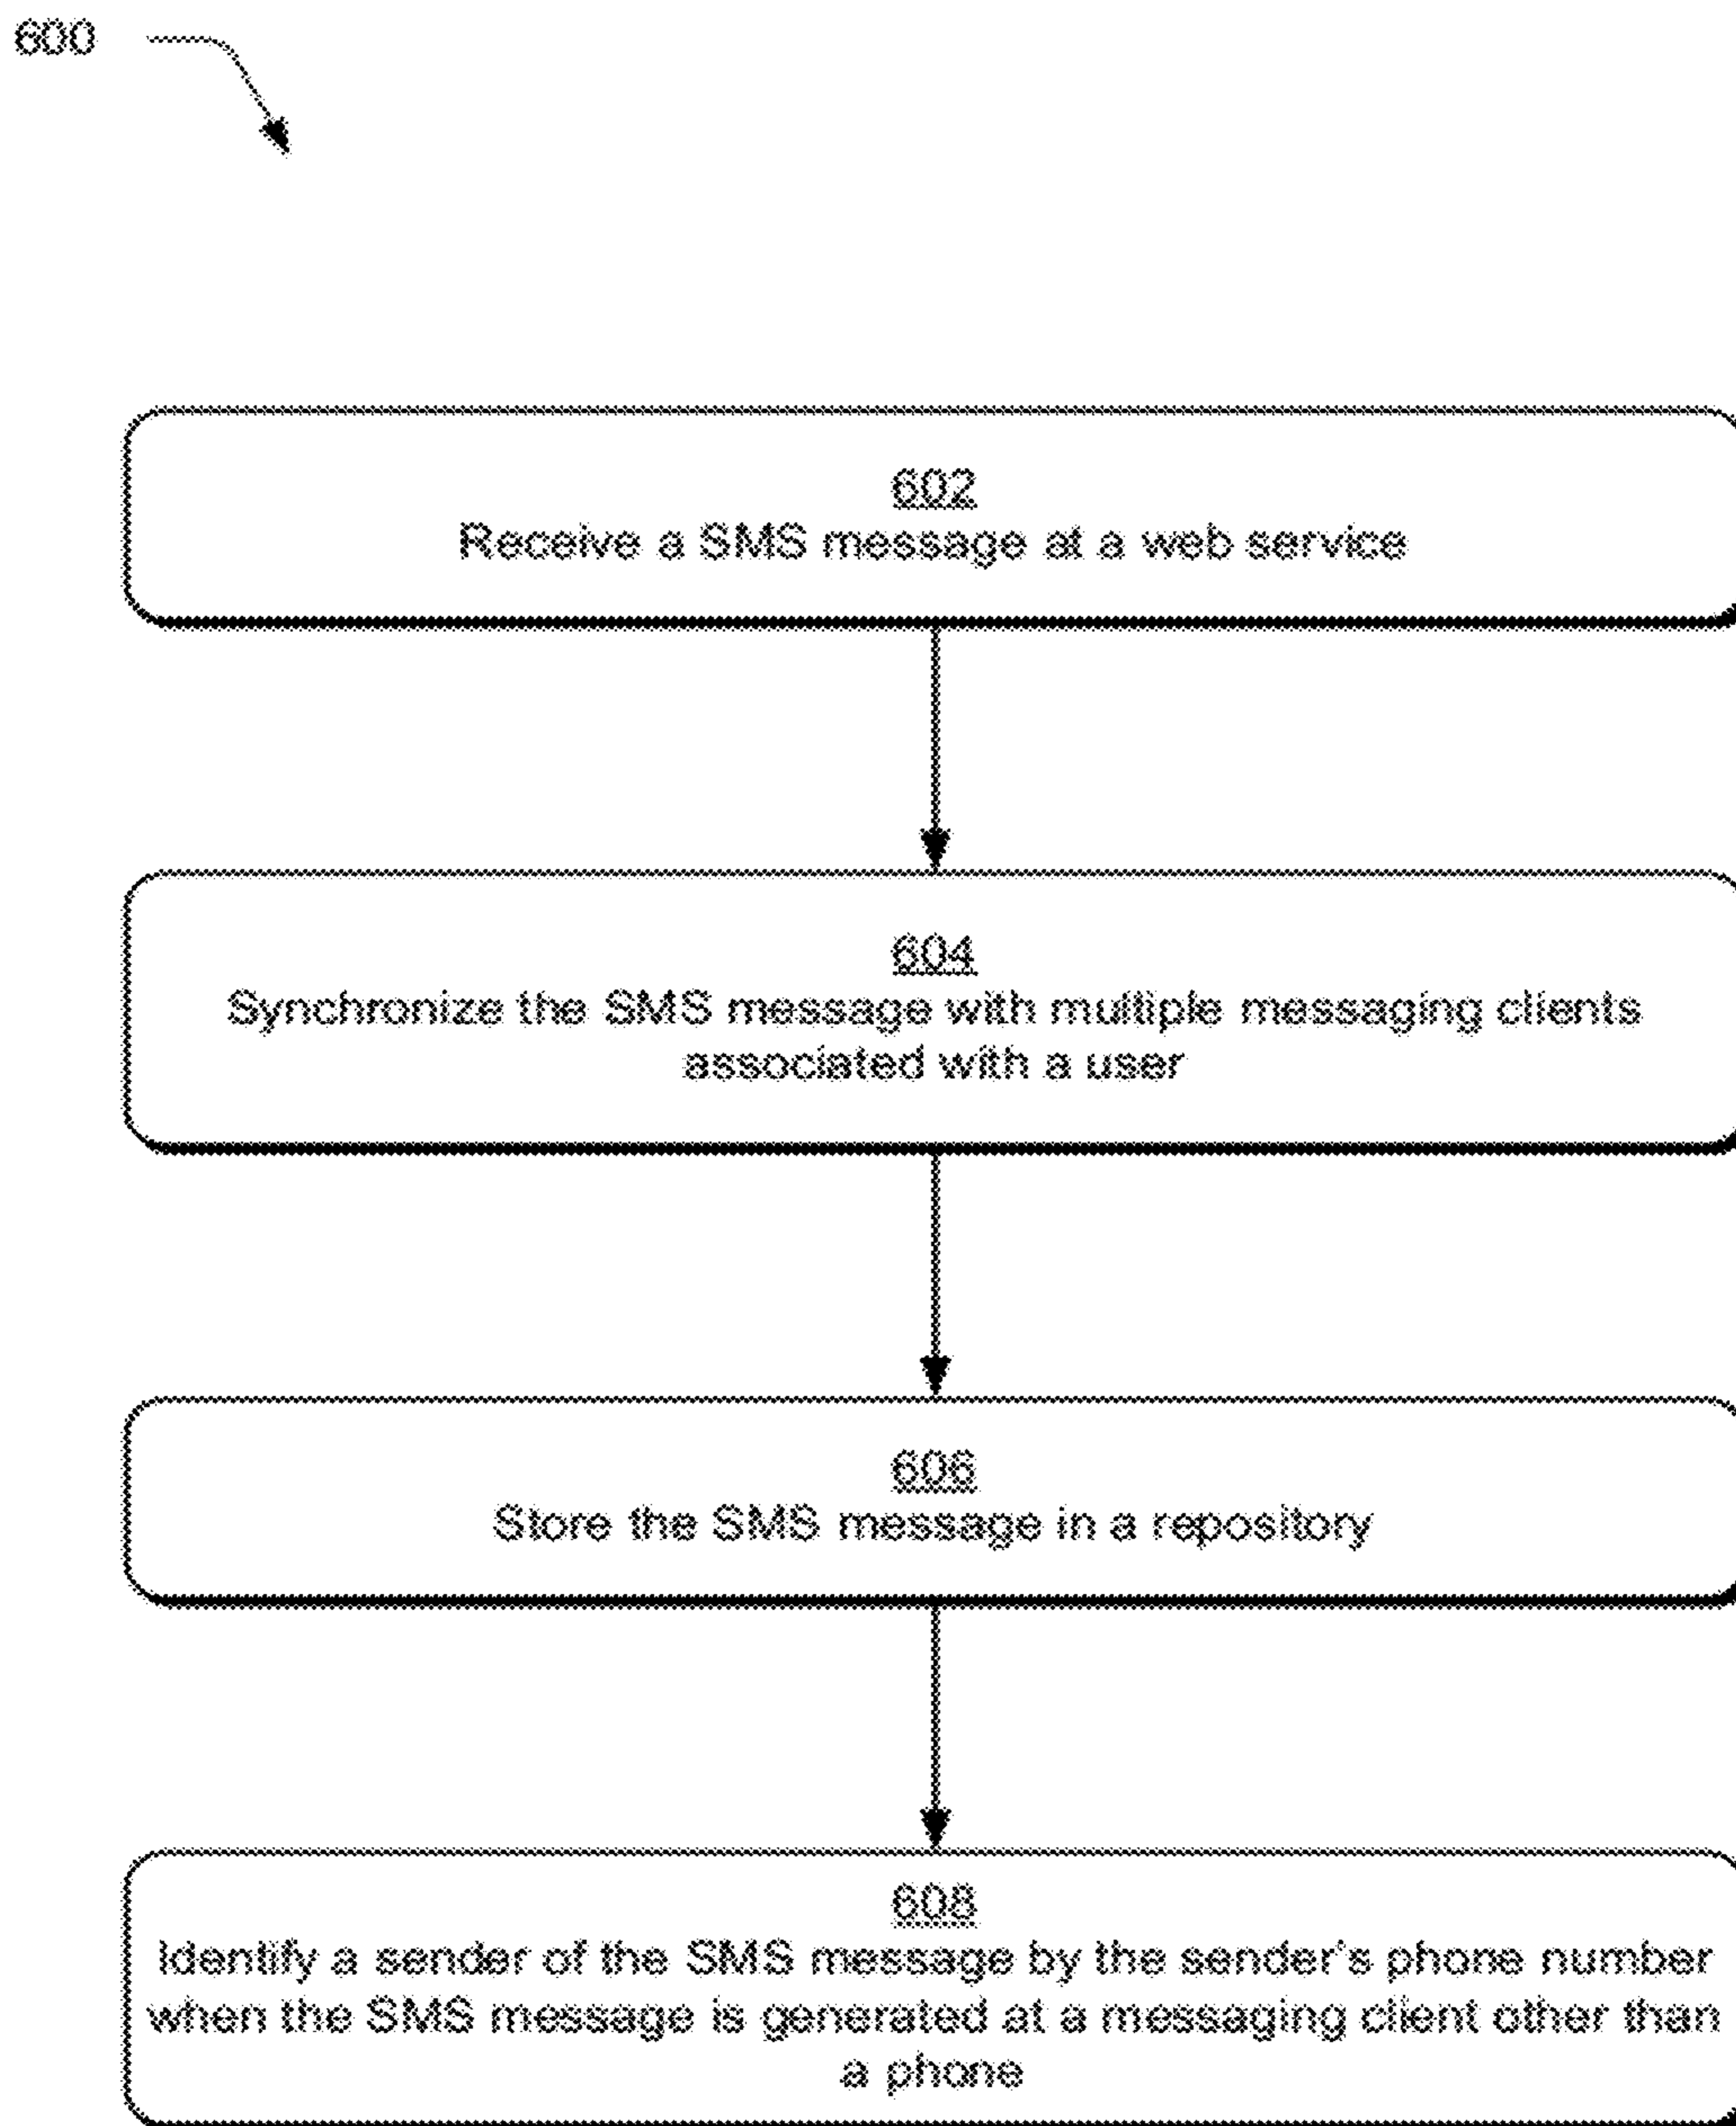 600
602
Receive a SMS message at a web service
604
Synchronize the SMS message with multiple messaging clients
associated with a user
606
Store the SMS message in a repository
608
Identify a sender of the SMS message by the sender's phone number
when the SMS message is generated at a messaging client other than
a phone